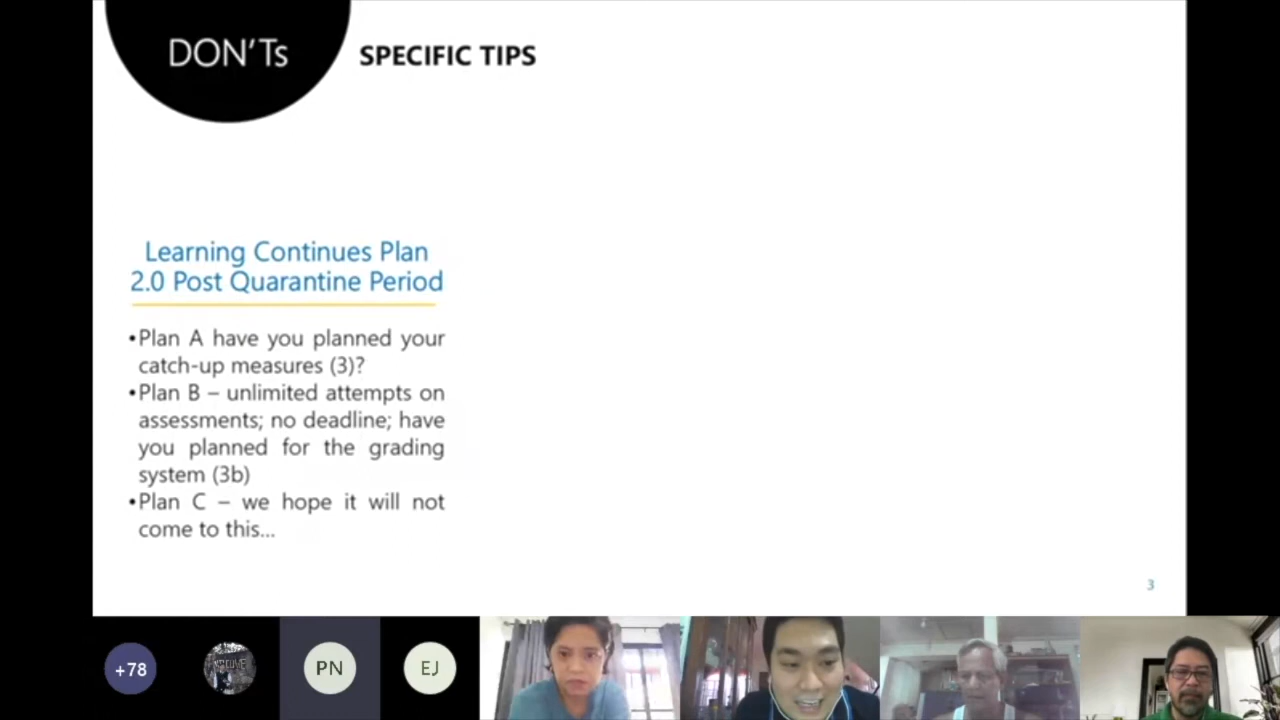 DON'Ts
SPECIFIC TIPS
Learning Continues Plan
2.0 Post Quarantine Period
•Plan A have you planned your
catch-up measures (3)?
•Plan B – unlimited attempts on
assessments; no deadline; have
you planned for the grading
system (3b)
•Plan C – we hope it will not
come to this...
3
+78
PN
EJ